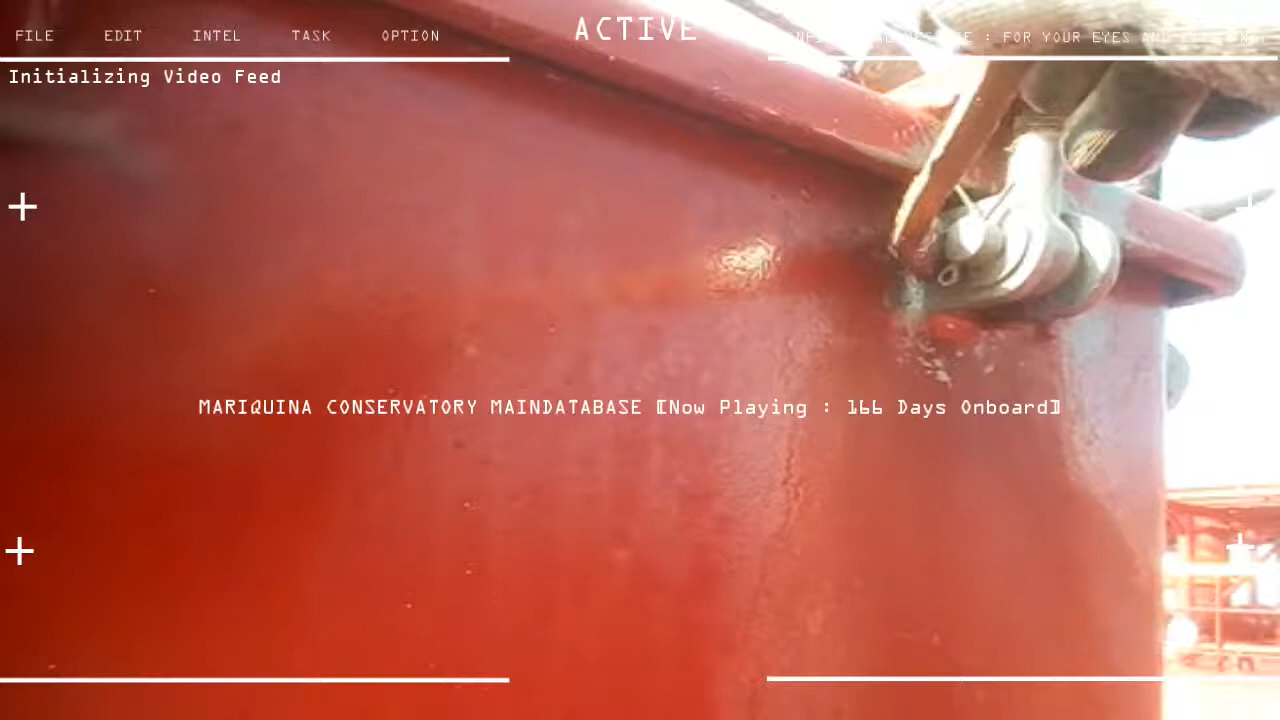 FILE EDIT INTEL TASK OPTION
ACTIVE
: FOR YOUR EYES
Initializing Video Feed
MARIQUINA CONSERVATORY MAINDATABASE [Now Playing : 166 Days Onboard]